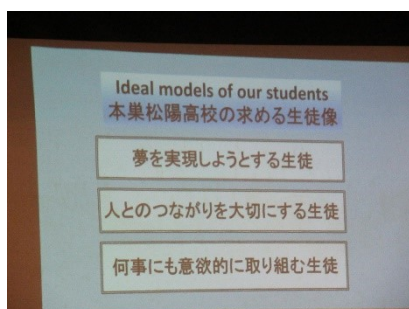 Ideal models of our students
本巣松陽高校の求める生徒像
夢を実現しようとする生徒
人とのつながりを大切にする生徒
何事にも意欲的に取り組む生徒